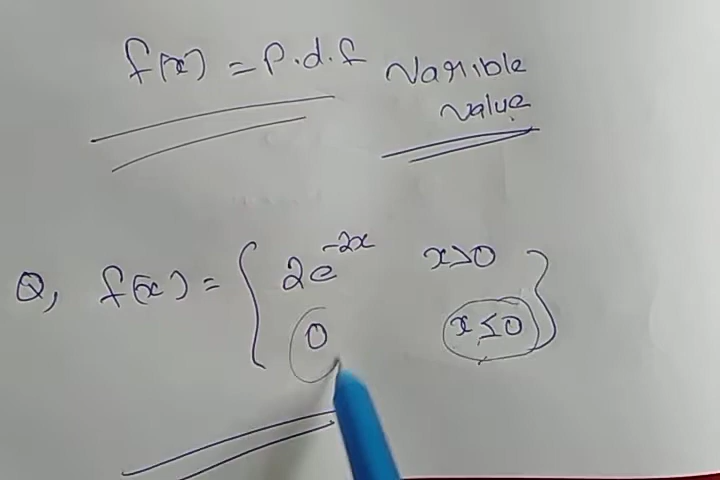 f(x) = P.d.f Varible
value
Q, f(x) = { 2e^{-2x} x>0
0 x≤0 }